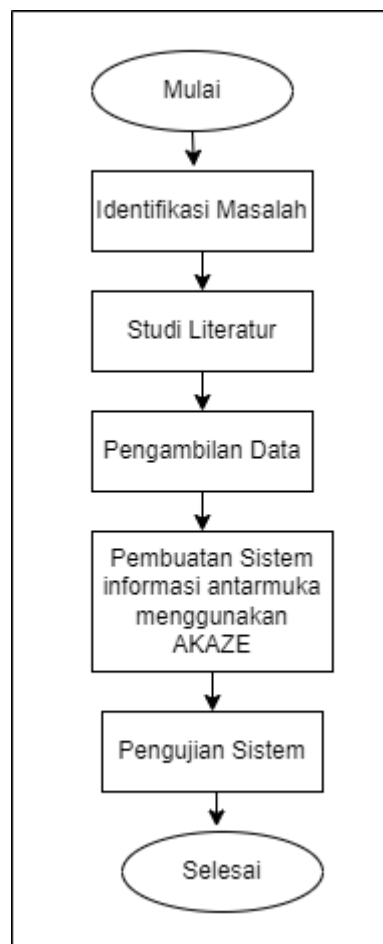 Mulai
Identifikasi Masalah
Studi Literatur
Pengambilan Data
Pembuatan Sistem
informasi antarmuka
menggunakan
AKAZE
Pengujian Sistem
Selesai